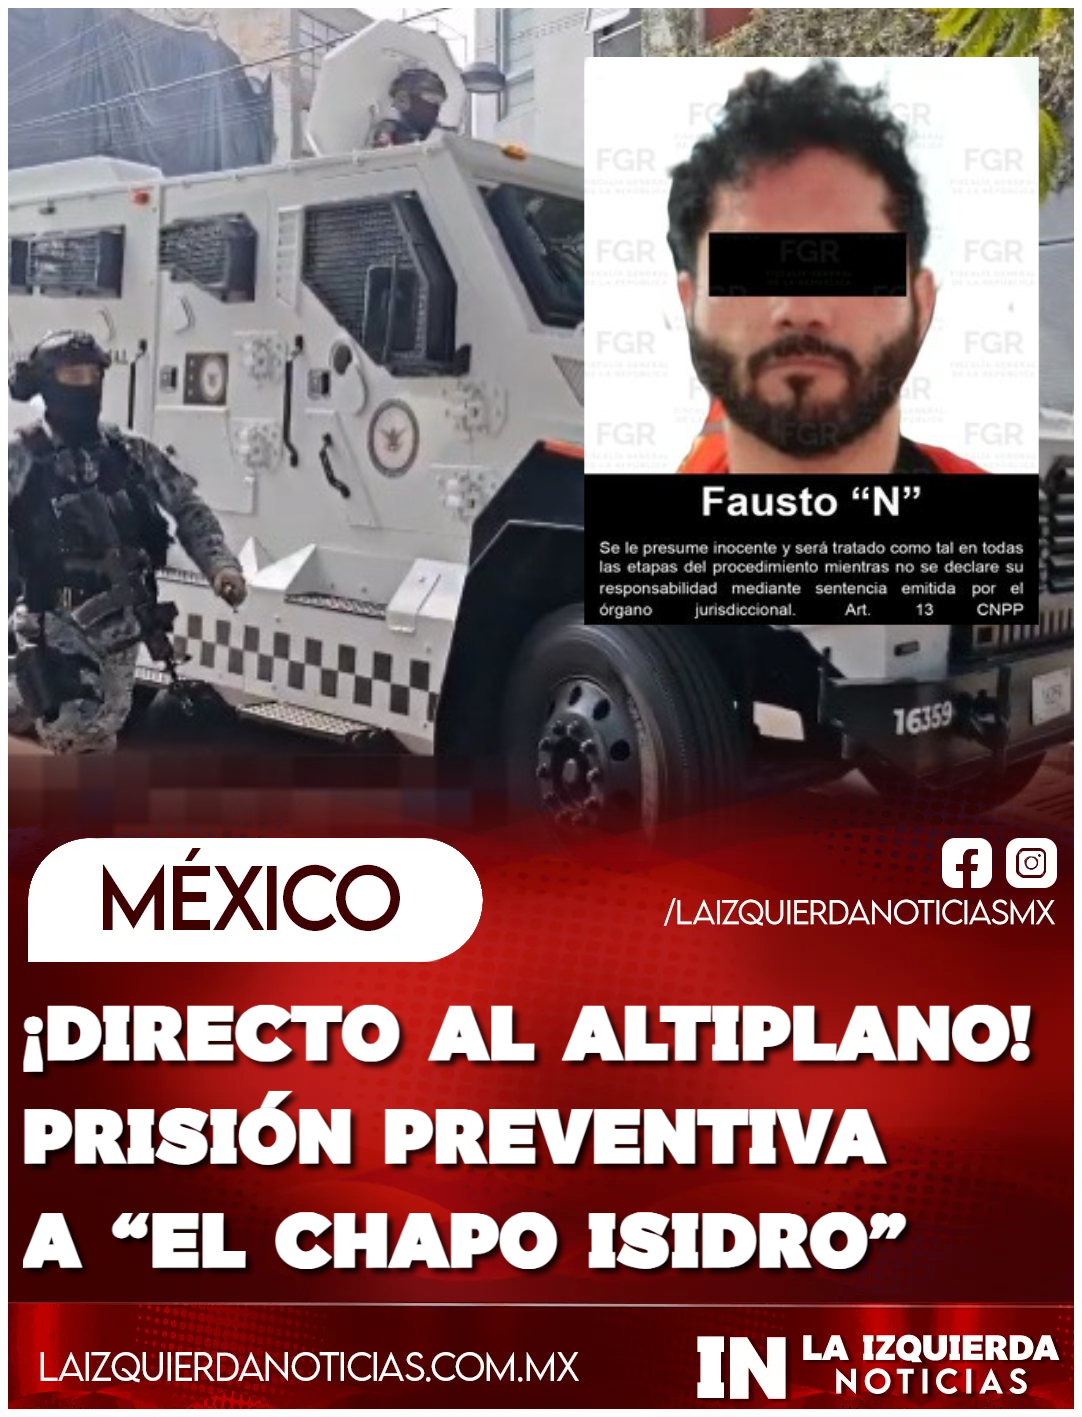 FGR
Fausto “N”
Se le presume inocente y será tratado como tal en todas
las etapas del procedimiento mientras no se declare su
responsabilidad mediante sentencia emitida por el
órgano jurisdiccional. Art. 13 CNPP
16359
MÉXICO
/LAIZQUIERDANOTICIASMX
¡DIRECTO AL ALTIPLANO!
PRISIÓN PREVENTIVA
A “EL CHAPO ISIDRO”
LAIZQUIERDANOTICIAS.COM.MX
IN LA IZQUIERDA
NOTICIAS